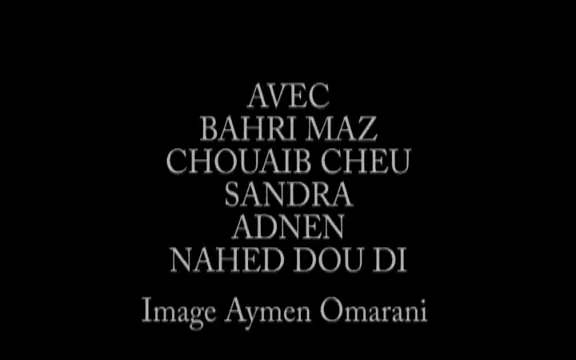 AVEC
BAHRI MAZ
CHOUAIB CHEU
SANDRA
ADNEN
NAHED DOU DI
Image Aymen Omarani